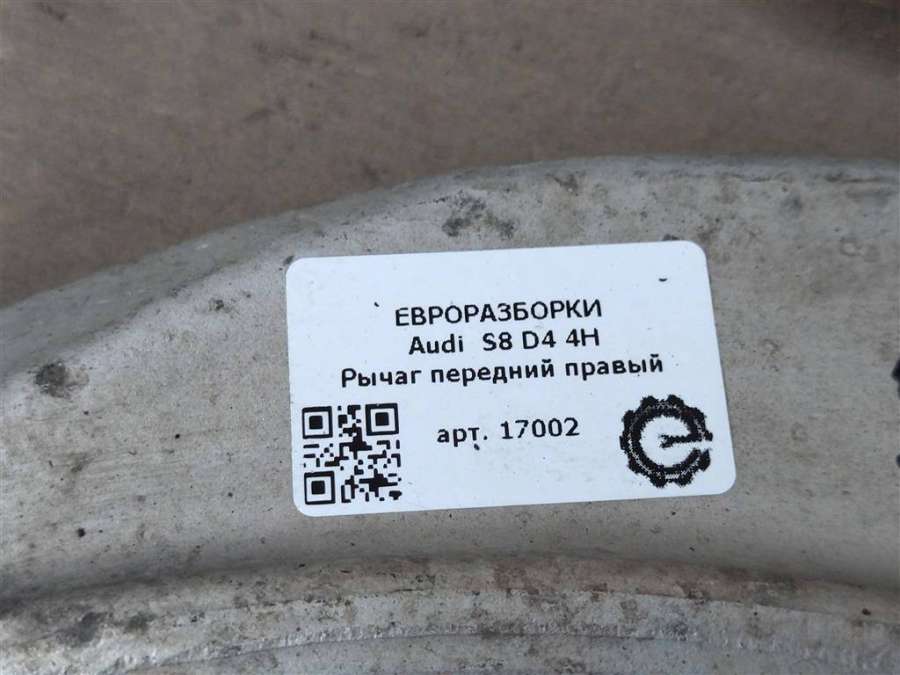 ЕВРОРАЗБОРКИ
Audi S8 D4 4H
Рычаг передний правый
арт. 17002